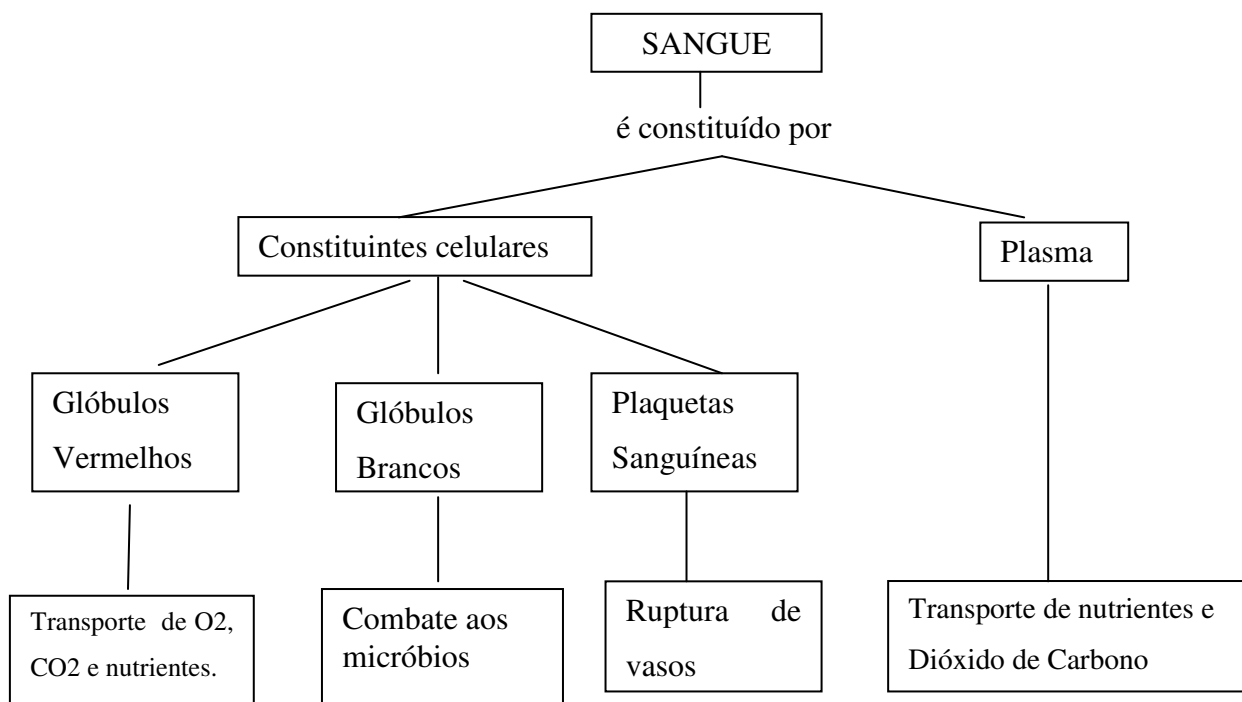 SANGUE
é constituído por
Constituintes celulares
Plasma
Glóbulos
Vermelhos
Glóbulos
Brancos
Plaquetas
Sanguíneas
Transporte de O2,
CO2 e nutrientes.
Combate aos
micróbios
Ruptura de
vasos
Transporte de nutrientes e
Dióxido de Carbono